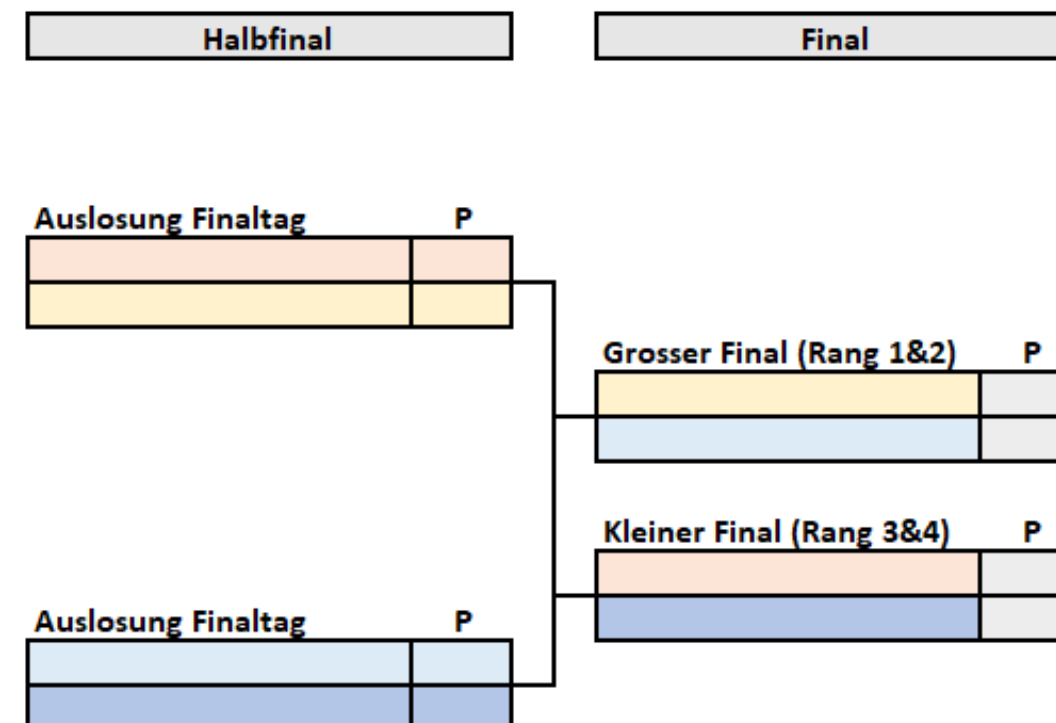 Halbfinal
Final
Auslosung Finaltag P
Grosser Final (Rang 1&2) P
Kleiner Final (Rang 3&4) P
Auslosung Finaltag P